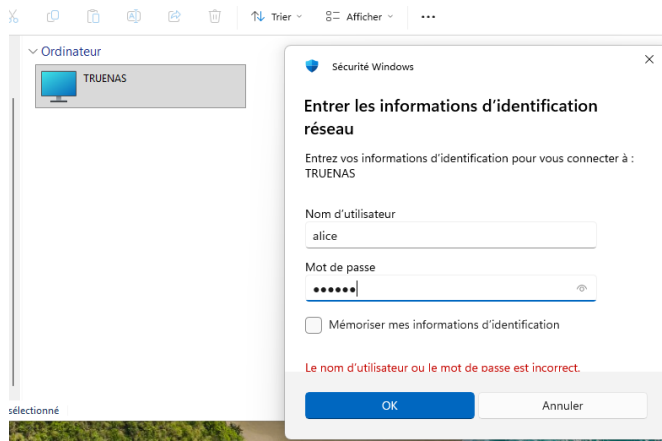 Trier
Afficher
Ordinateur
TRUENAS
Sécurité Windows
Entrer les informations d’identification
réseau
Entrez vos informations d’identification pour vous connecter à :
TRUENAS
Nom d’utilisateur
alice
Mot de passe
Mémoriser mes informations d’identification
Le nom d’utilisateur ou le mot de passe est incorrect.
OK
Annuler
sélectionné